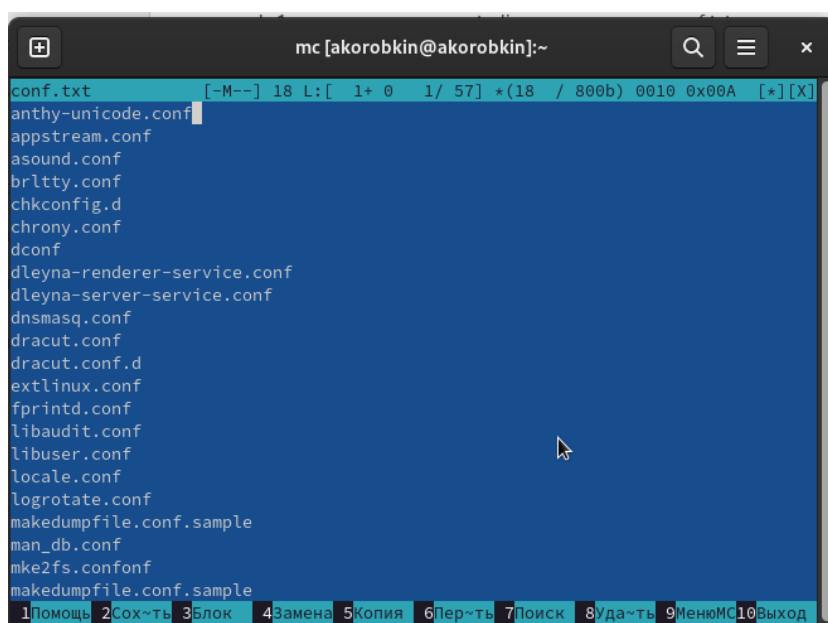 mc [akorobkin@akorobkin]:~
conf.txt [-M--] 18 L:[ 1+ 0 1/ 57] *(18 / 800b) 0010 0x00A [*][X]
anthy-unicode.conf
appstream.conf
asound.conf
brltty.conf
chkconfig.d
chrony.conf
dconf
dleyna-renderer-service.conf
dleyna-server-service.conf
dnsmasq.conf
dracut.conf
dracut.conf.d
extlinux.conf
fprintd.conf
libaudit.conf
libuser.conf
locale.conf
logrotate.conf
makedumpfile.conf.sample
man_db.conf
mke2fs.confonf
makedumpfile.conf.sample
1Помощь 2Сох~ть 3Блок 4Замена 5Копия 6Пер~ть 7Поиск 8Уда~ть 9МенюMC10Выход